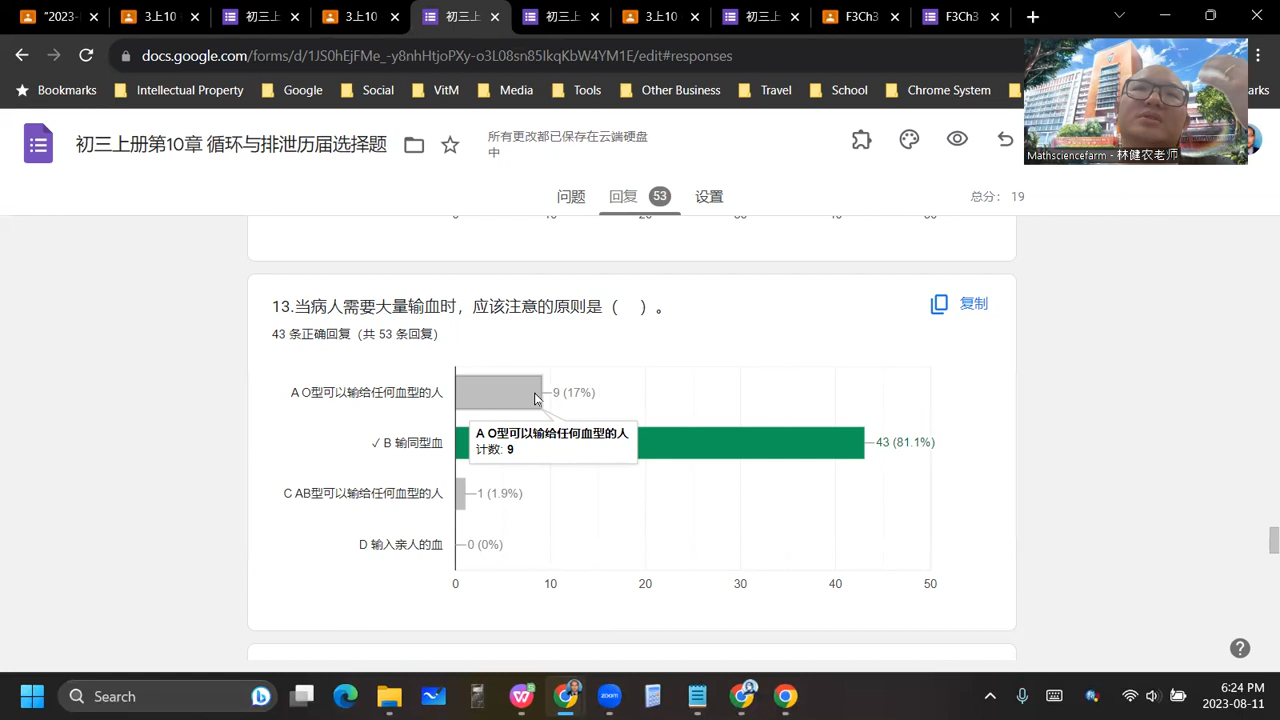 "2023-
3上10
初三上
3上10
初三上
初三上
3上10
初三上
F3Ch3
F3Ch3
Bookmarks
Intellectual Property
Google
Social
VitM
Media
Tools
Other Business
Travel
School
Chrome System
初三上册第10章 循环与排泄历届选择题
所有更改都已保存在云端硬盘
中
Mathsciencefarm - 林健农老师
问题
回复 53
设置
总分: 19
13.当病人需要大量输血时，应该注意的原则是（ ）。
复制
43 条正确回复（共 53 条回复）
A O型可以输给任何血型的人
9 (17%)
A O型可以输给任何血型的人
计数: 9
✓ B 输同型血
43 (81.1%)
C AB型可以输给任何血型的人
1 (1.9%)
D 输入亲人的血
0 (0%)
0 10 20 30 40 50
Search
6:24 PM
2023-08-11